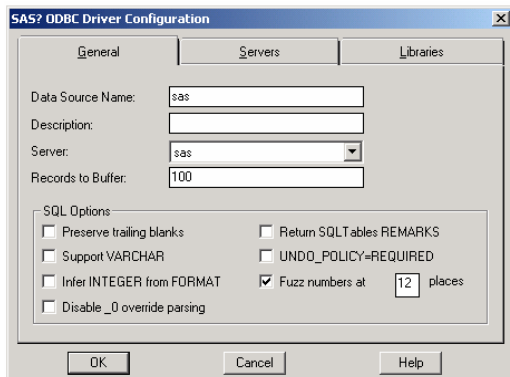 SAS? ODBC Driver Configuration
General Servers Libraries
Data Source Name: sas
Description:
Server: sas
Records to Buffer: 100
SQL Options
Preserve trailing blanks Return SQLTables REMARKS
Support VARCHAR UNDO_POLICY=REQUIRED
Infer INTEGER from FORMAT Fuzz numbers at 12 places
Disable _0 override parsing
OK Cancel Help